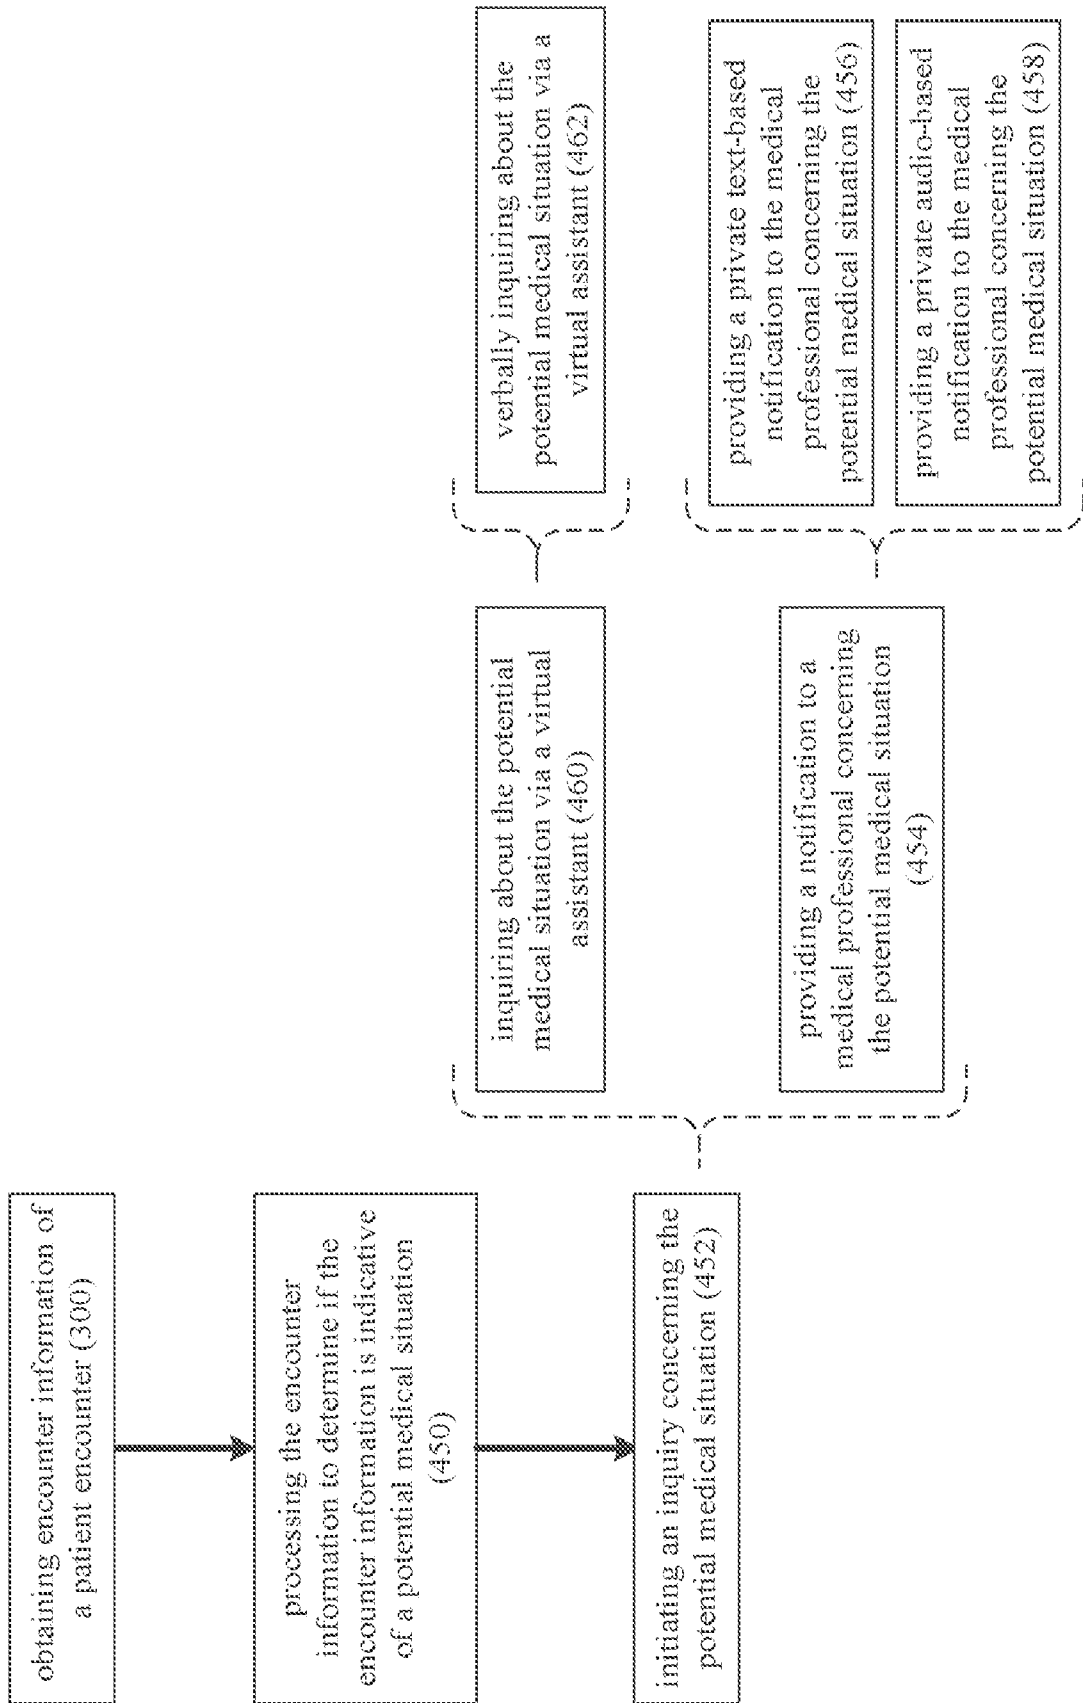 obtaining encounter information of
a patient encounter (300)
processing the encounter
information to determine if the
encounter information is indicative
of a potential medical situation
(450)
initiating an inquiry concerning the
potential medical situation (452)
inquiring about the potential
medical situation via a virtual
assistant (460)
providing a notification to a
medical professional concerning
the potential medical situation
(454)
verbally inquiring about the
potential medical situation via a
virtual assistant (462)
providing a private text-based
notification to the medical
professional concerning the
potential medical situation (456)
providing a private audio-based
notification to the medical
professional concerning the
potential medical situation (458)